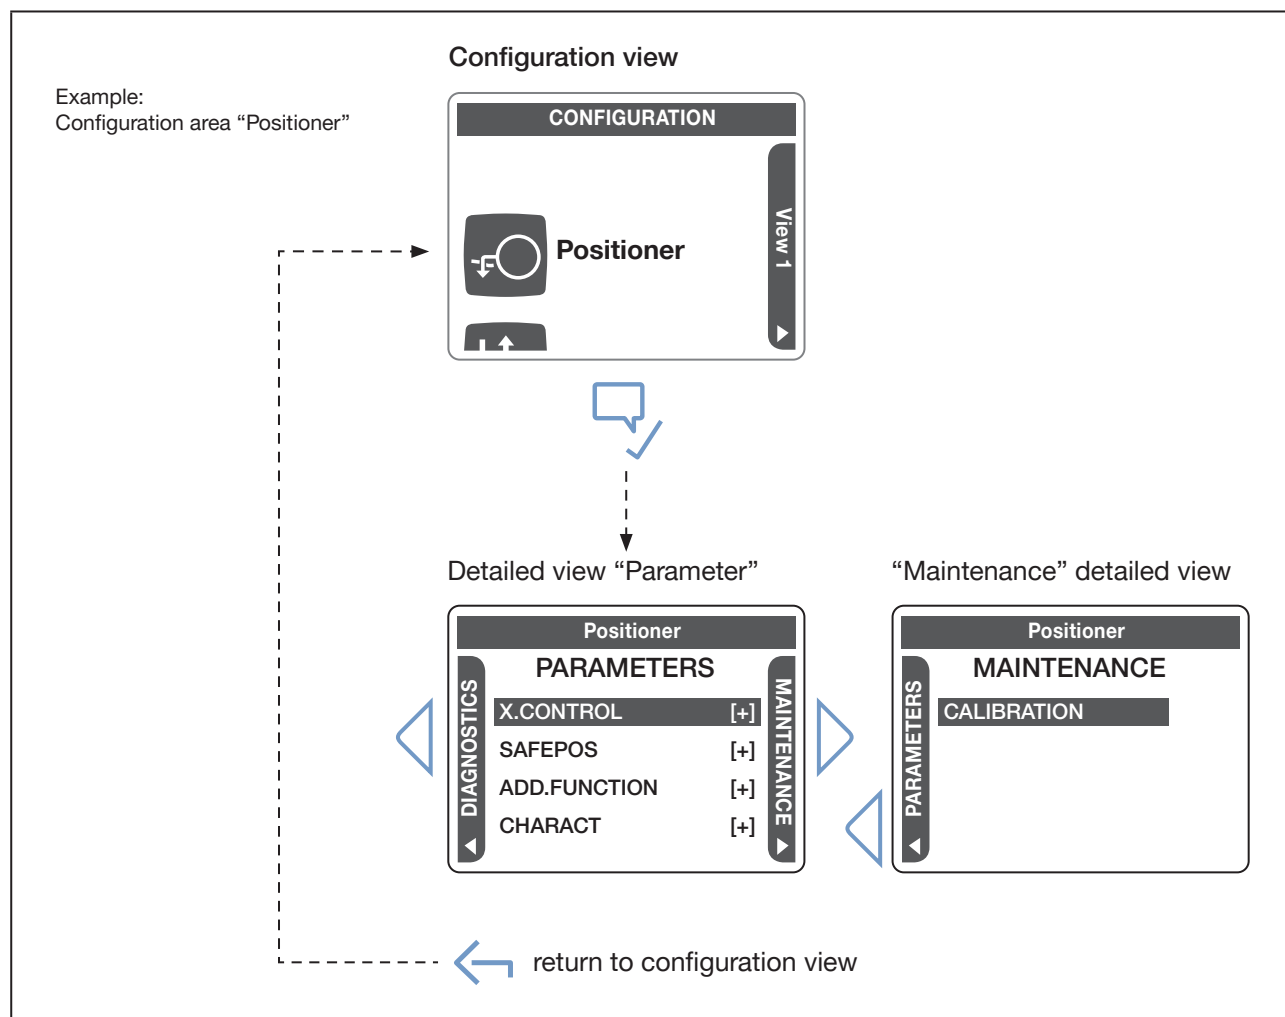 Configuration view
Example:
Configuration area “Positioner”
CONFIGURATION
Positioner
View 1
Detailed view “Parameter”
“Maintenance” detailed view
Positioner
PARAMETERS
DIAGNOSTICS
X.CONTROL [+]
SAFEPOS [+]
ADD.FUNCTION [+]
CHARACT [+]
MAINTENANCE
Positioner
MAINTENANCE
PARAMETERS
CALIBRATION
return to configuration view